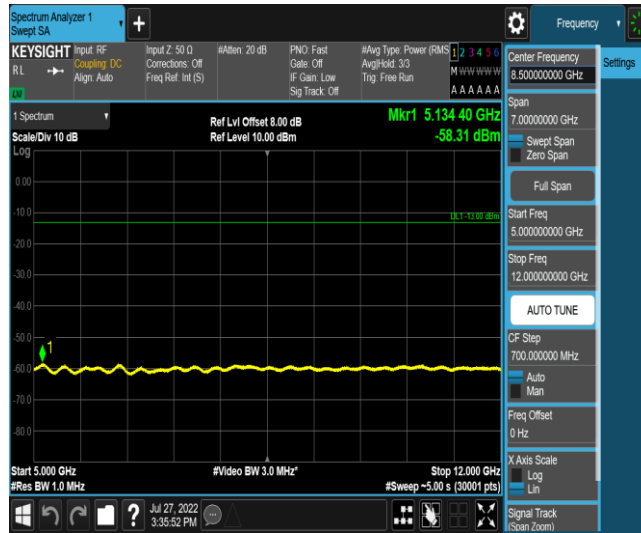 Spectrum Analyzer 1
Swept SA
Frequency
KEYSIGHT
Input: RF
Input Z: 50 Ω
#Atten: 20 dB
PNO: Fast
#Avg Type: Power (RMS
1 2 3 4 5 6
RL
Coupling: DC
Corrections: Off
Gate: Off
Avg|Hold: 3/3
M W W W W W
Align: Auto
Freq Ref: Int (S)
IF Gain: Low
Trig: Free Run
Sig Track: Off
A A A A A A
LXI
1 Spectrum
Ref Lvl Offset 8.00 dB
Mkr1 5.134 40 GHz
Scale/Div 10 dB
Ref Level 10.00 dBm
-58.31 dBm
Log
0.00
-10.0
DL1 -13.00 dBm
-20.0
-30.0
-40.0
-50.0
1
-60.0
-70.0
-80.0
Start 5.000 GHz
#Video BW 3.0 MHz*
Stop 12.000 GHz
#Res BW 1.0 MHz
#Sweep ~5.00 s (30001 pts)
Jul 27, 2022
3:35:52 PM
?
Center Frequency
8.50000000 GHz
Settings
Span
7.00000000 GHz
Swept Span
Zero Span
Full Span
Start Freq
5.000000000 GHz
Stop Freq
12.000000000 GHz
AUTO TUNE
CF Step
700.000000 MHz
Auto
Man
Freq Offset
0 Hz
X Axis Scale
Log
Lin
Signal Track
(Span Zoom)